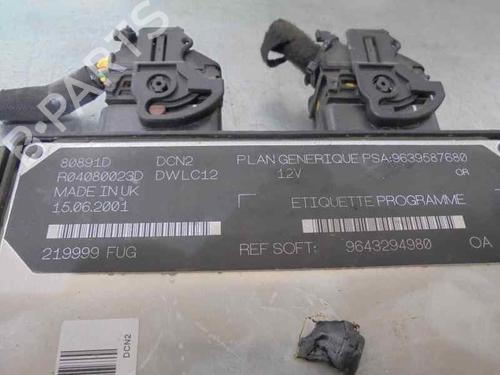 B-PARTS
80891D DCN2 PLAN GENERIQUE PSA:9639587680
R04080023D DWLC12 12V OR
MADE IN UK
15.06.2001 ETIQUETTE PROGRAMME
219999 FUG REF SOFT: 9643294980 OA
DCN2